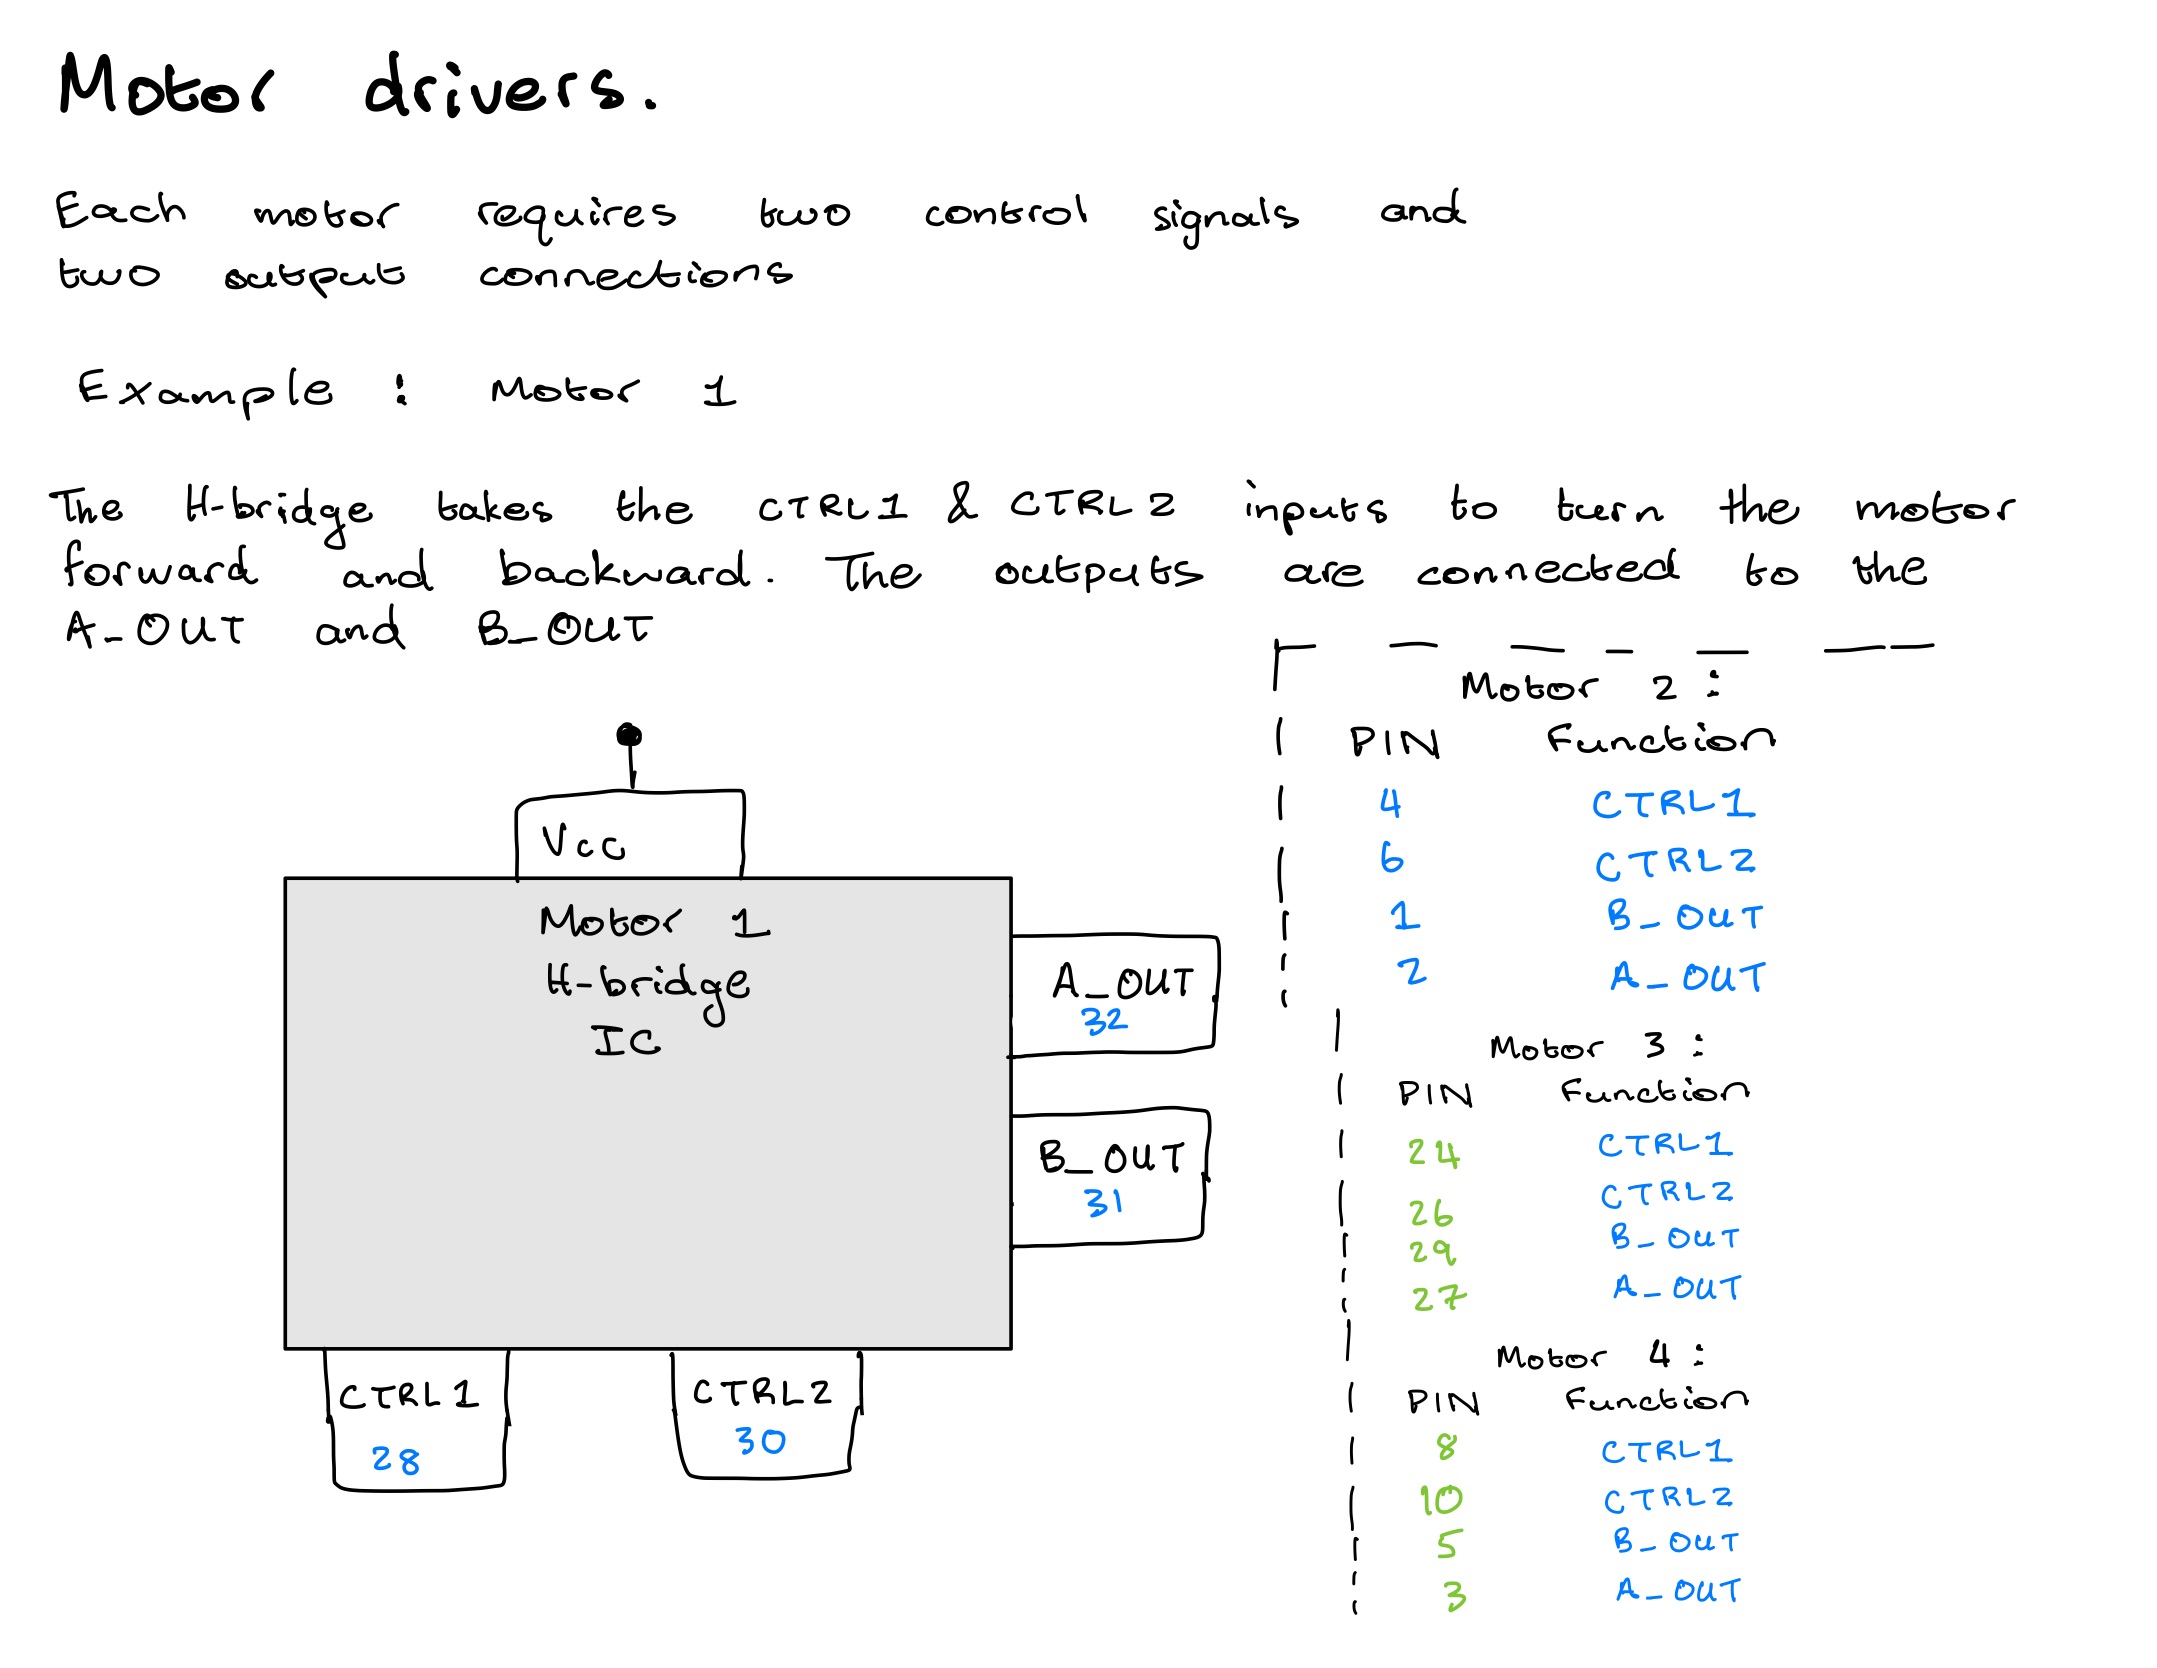 Motor drivers.
Each motor requires two control signals and
two output connections
Example : Motor 1
The H-bridge takes the CTRL1 & CTRL2 inputs to turn the motor
forward and backward. The outputs are connected to the
A_OUT and B_OUT
Vcc
Motor 1
H-bridge
IC
A_OUT
32
B_OUT
31
CTRL1
28
CTRL2
30
Motor 2 :
PIN Function
4 CTRL1
6 CTRL2
1 B_OUT
2 A_OUT
Motor 3 :
PIN Function
24 CTRL1
26 CTRL2
29 B_OUT
27 A_OUT
Motor 4 :
PIN Function
8 CTRL1
10 CTRL2
5 B_OUT
3 A_OUT